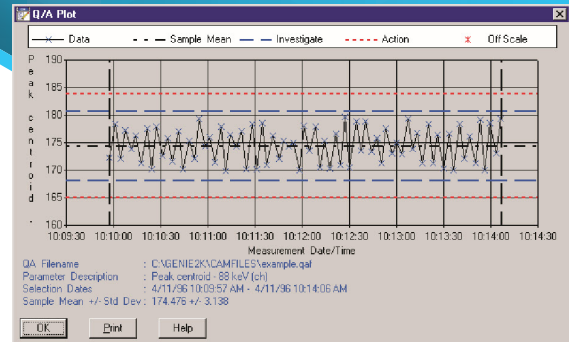 Q/A Plot
Data Sample Mean Investigate Action Off Scale
Peak centroid -
190
185
180
175
170
165
160
10:09:30 10:10:00 10:10:30 10:11:00 10:11:30 10:12:00 10:12:30 10:13:00 10:13:30 10:14:00 10:14:30
Measurement Date/Time
QA Filename : C:\GENIE2K\CAMFILES\example.qaf
Parameter Description : Peak centroid - 88 keV (ch)
Selection Dates : 4/11/96 10:09:57 AM - 4/11/96 10:14:06 AM
Sample Mean +/- Std Dev : 174.476 +/- 3.138
OK Print Help